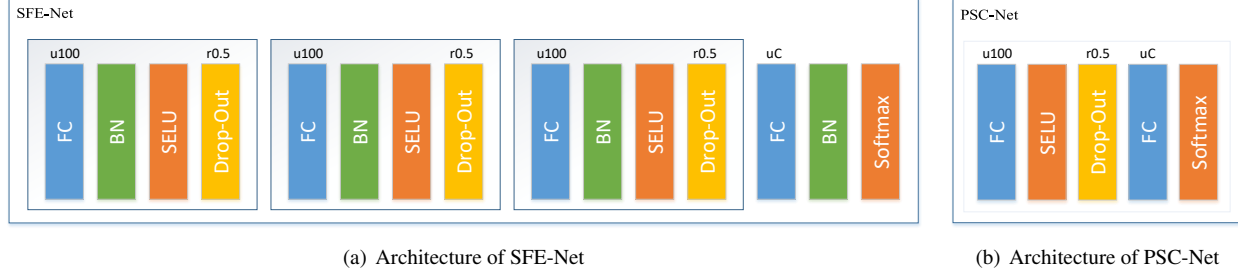 SFE-Net
u100 r0.5 u100 r0.5 u100 r0.5 uC
FC BN SELU Drop-Out FC BN SELU Drop-Out FC BN SELU Drop-Out FC BN Softmax
(a) Architecture of SFE-Net
PSC-Net
u100 r0.5 uC
FC SELU Drop-Out FC Softmax
(b) Architecture of PSC-Net